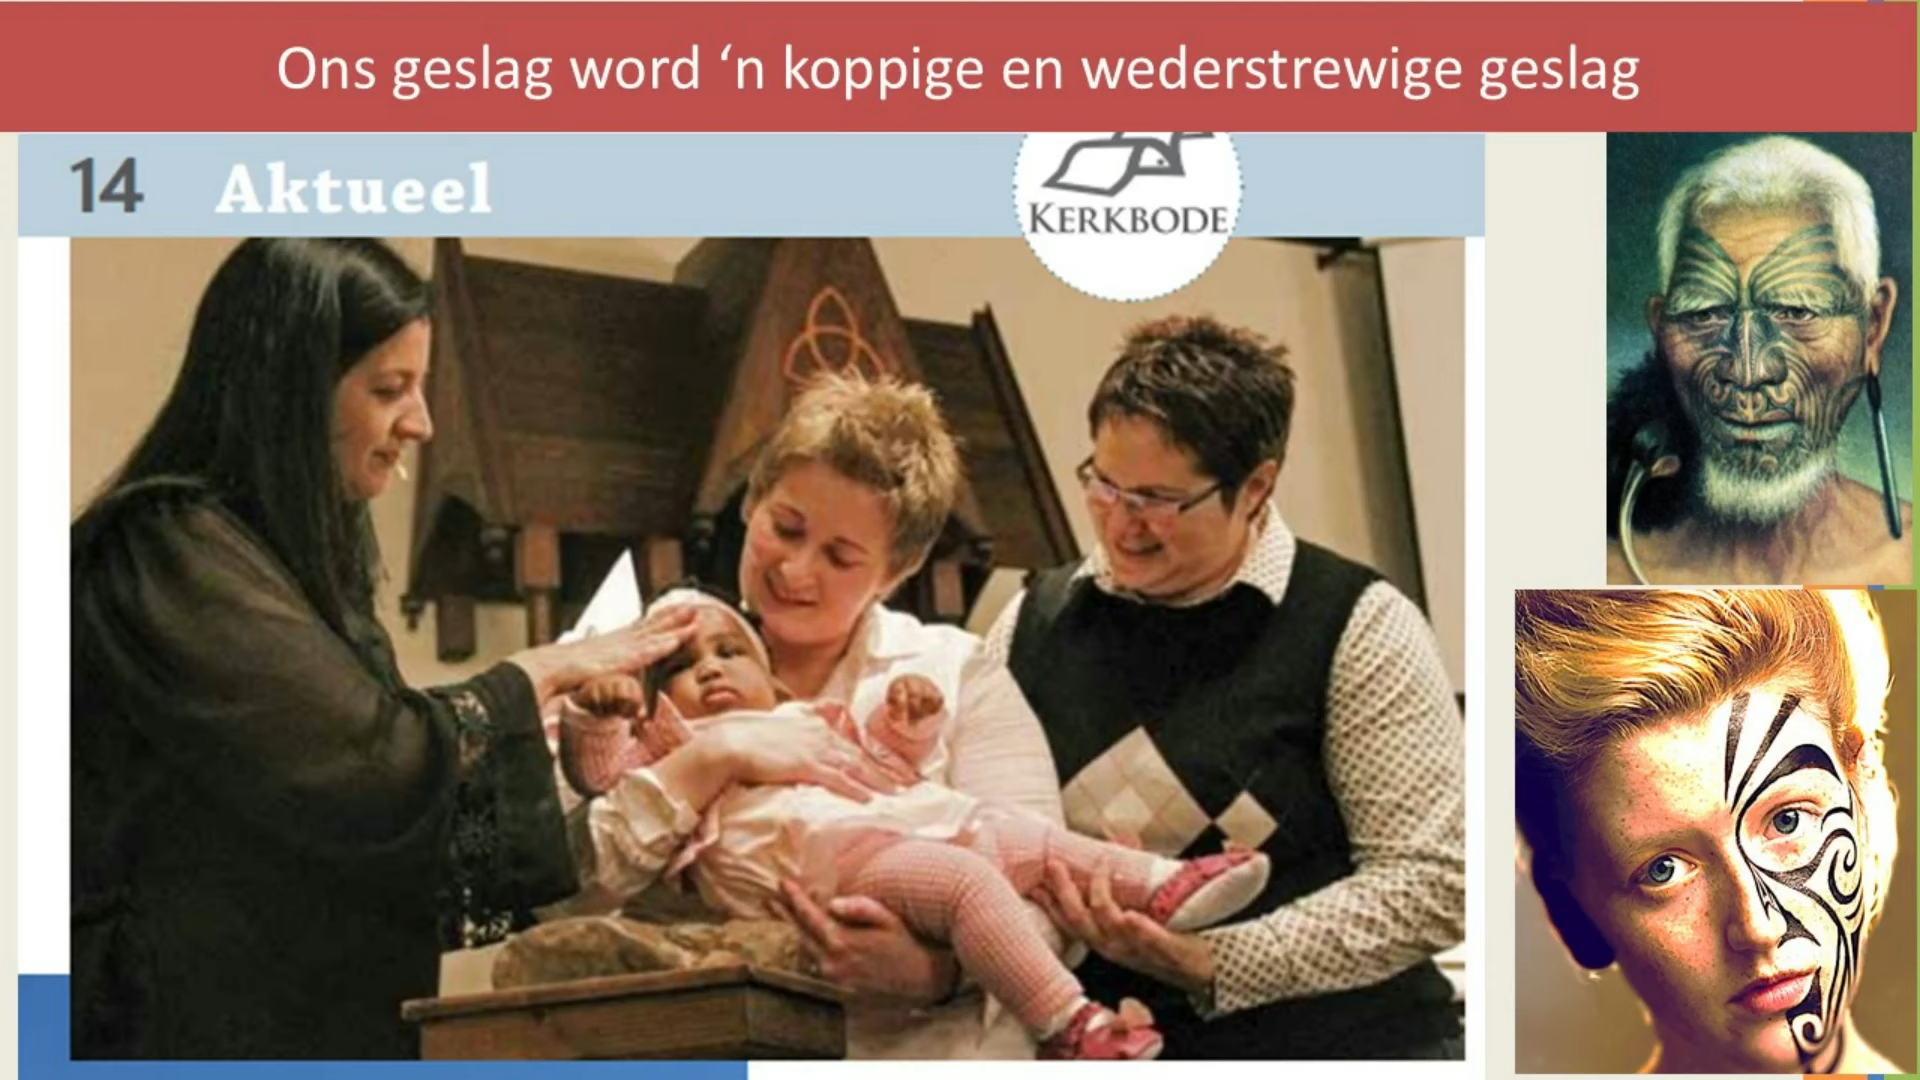 Ons geslag word ‘n koppige en wederstrewige geslag
14 Aktueel
KERKBODE